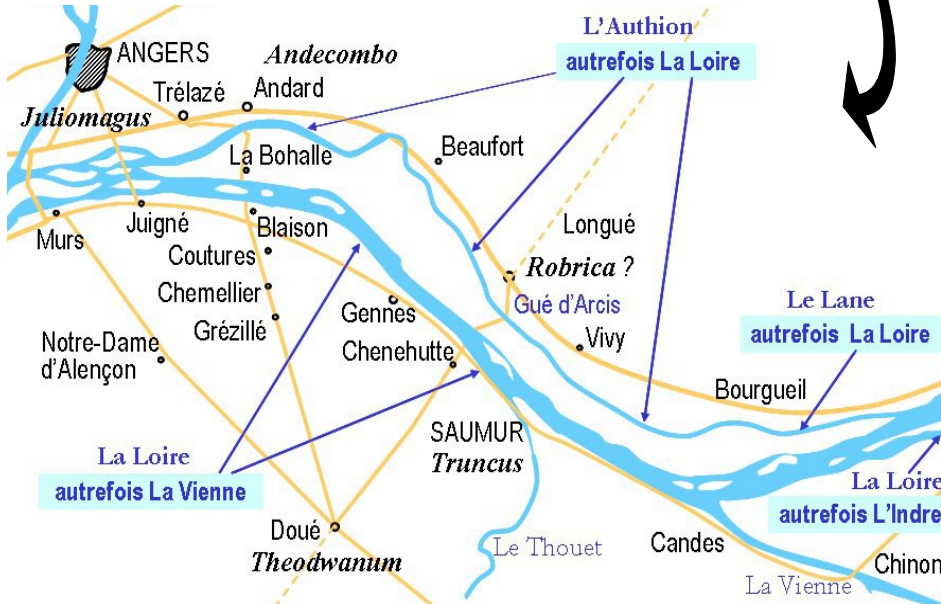 L'Authion
autrefois La Loire
ANGERS
Andecombo
Andard
Trélazé
Juliomagus
Beaufort
La Bohalle
Longué
Murs
Juigné
Blaison
Coutures
Robrica ?
Chemellier
Gué d'Arcis
Le Lane
autrefois La Loire
Gennes
Grézillé
Vivy
Notre-Dame
d'Alençon
Chenehutte
Bourgueil
SAUMUR
Truncus
La Loire
autrefois La Vienne
La Loire
autrefois L'Indre
Doué
Theodwanum
Le Thouet
Candes
Chinon
La Vienne